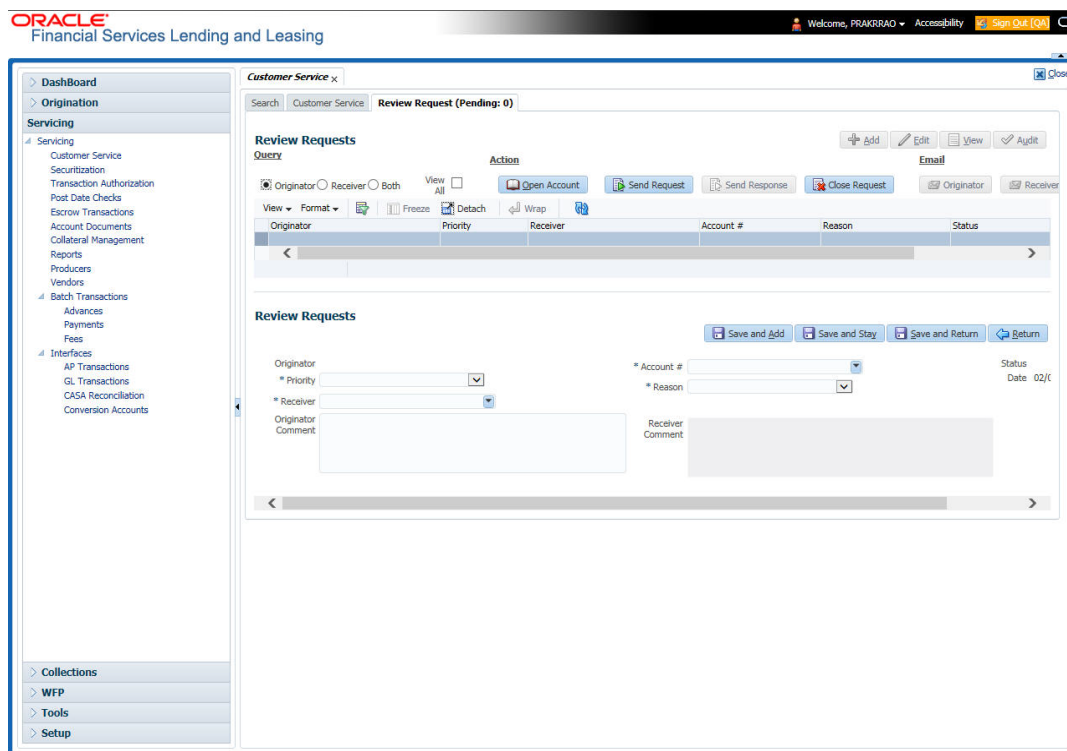 ORACLE
Financial Services Lending and Leasing
Welcome, PRAKRRAO
Accessibility
Sign Out [QA]
DashBoard
Origination
Servicing
Servicing
Customer Service
Securitization
Transaction Authorization
Post Date Checks
Escrow Transactions
Account Documents
Collateral Management
Reports
Producers
Vendors
Batch Transactions
Advances
Payments
Fees
Interfaces
AP Transactions
GL Transactions
CASA Reconciliation
Conversion Accounts
Collections
WFP
Tools
Setup
Customer Service
Close
Search
Customer Service
Review Request (Pending: 0)
Review Requests
Add
Edit
View
Audit
Query
Action
Email
Originator
Receiver
Both
View All
Open Account
Send Request
Send Response
Close Request
Originator
Receiver
View
Format
Freeze
Detach
Wrap
Originator
Priority
Receiver
Account #
Reason
Status
Review Requests
Save and Add
Save and Stay
Save and Return
Return
Originator
* Priority
* Receiver
Originator
Comment
* Account #
* Reason
Receiver
Comment
Status
Date 02/0